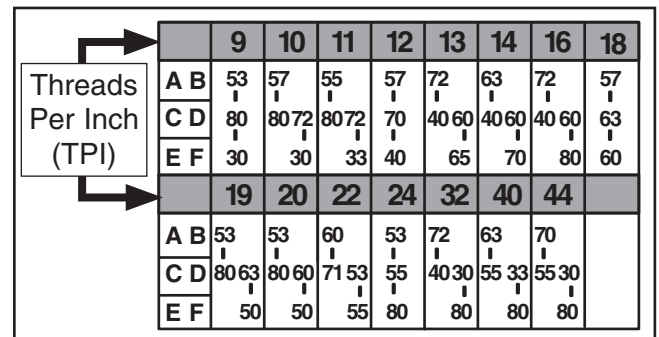 9 10 11 12 13 14 16 18
Threads
Per Inch
(TPI)
A B 53 57 55 57 72 63 72 57
C D 80 80 72 80 72 70 40 60 40 60 40 60 63
E F 30 30 33 40 65 70 80 60
19 20 22 24 32 40 44
A B 53 53 60 53 72 63 70
C D 80 63 80 60 71 53 55 40 30 55 33 55 30
E F 50 50 55 80 80 80 80